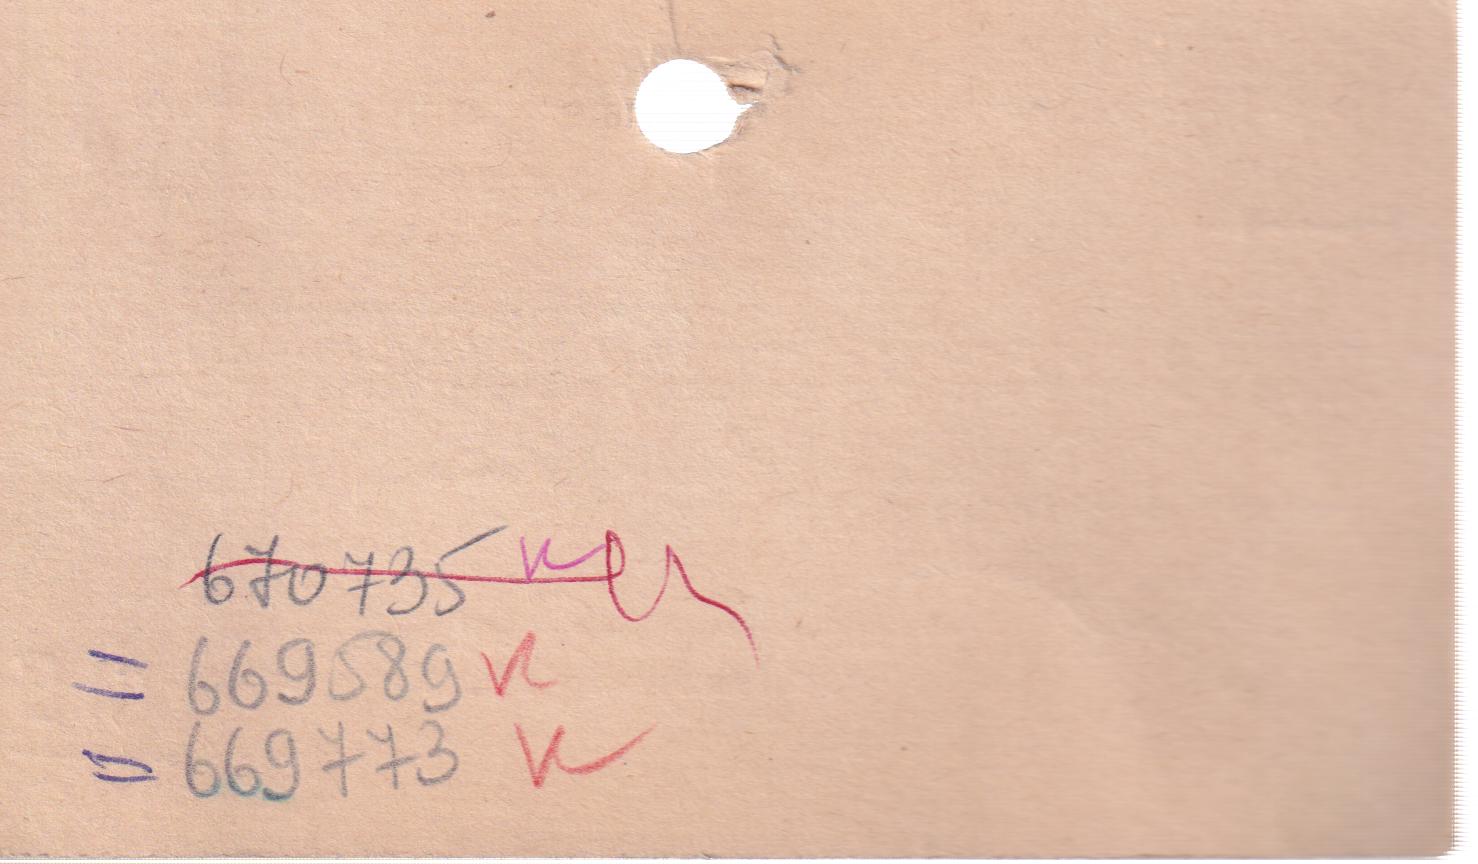 670735 к
= 669589 к
= 669773 к